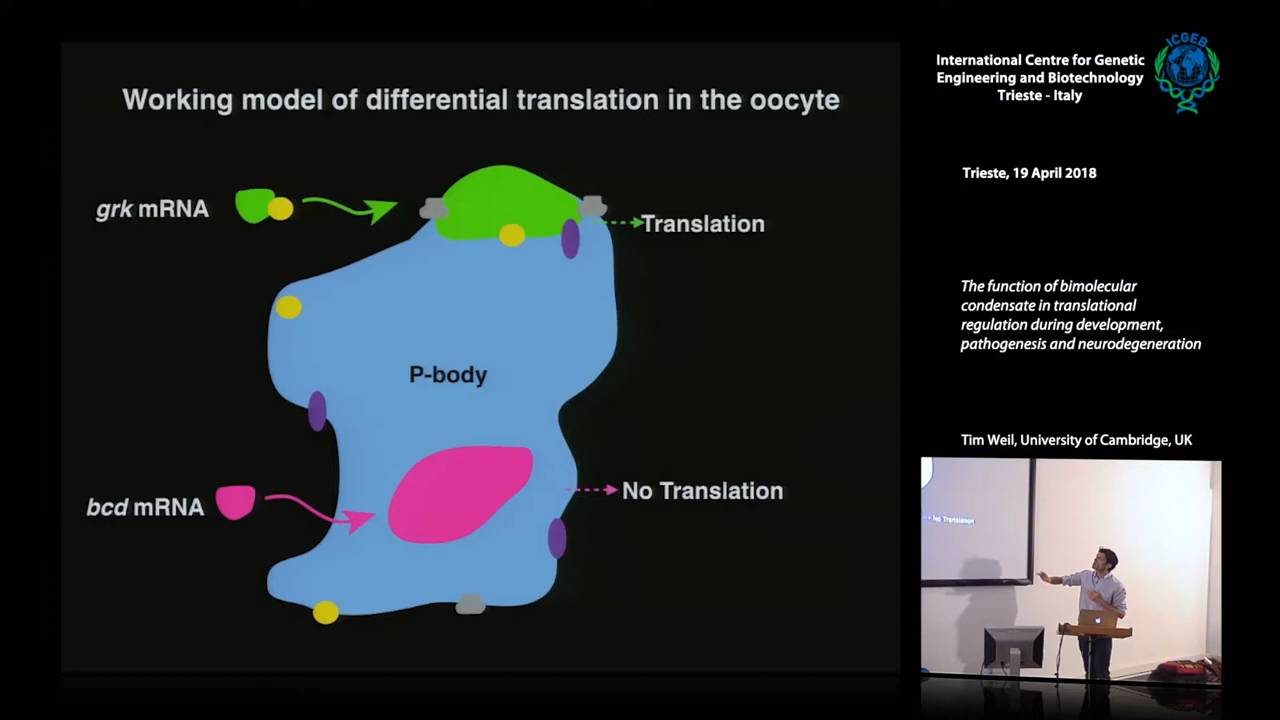 Working model of differential translation in the oocyte
grk mRNA
Translation
P-body
bcd mRNA
No Translation
International Centre for Genetic
Engineering and Biotechnology
Trieste - Italy
ICGEB
Trieste, 19 April 2018
The function of bimolecular
condensate in translational
regulation during development,
pathogenesis and neurodegeneration
Tim Weil, University of Cambridge, UK
No Translation